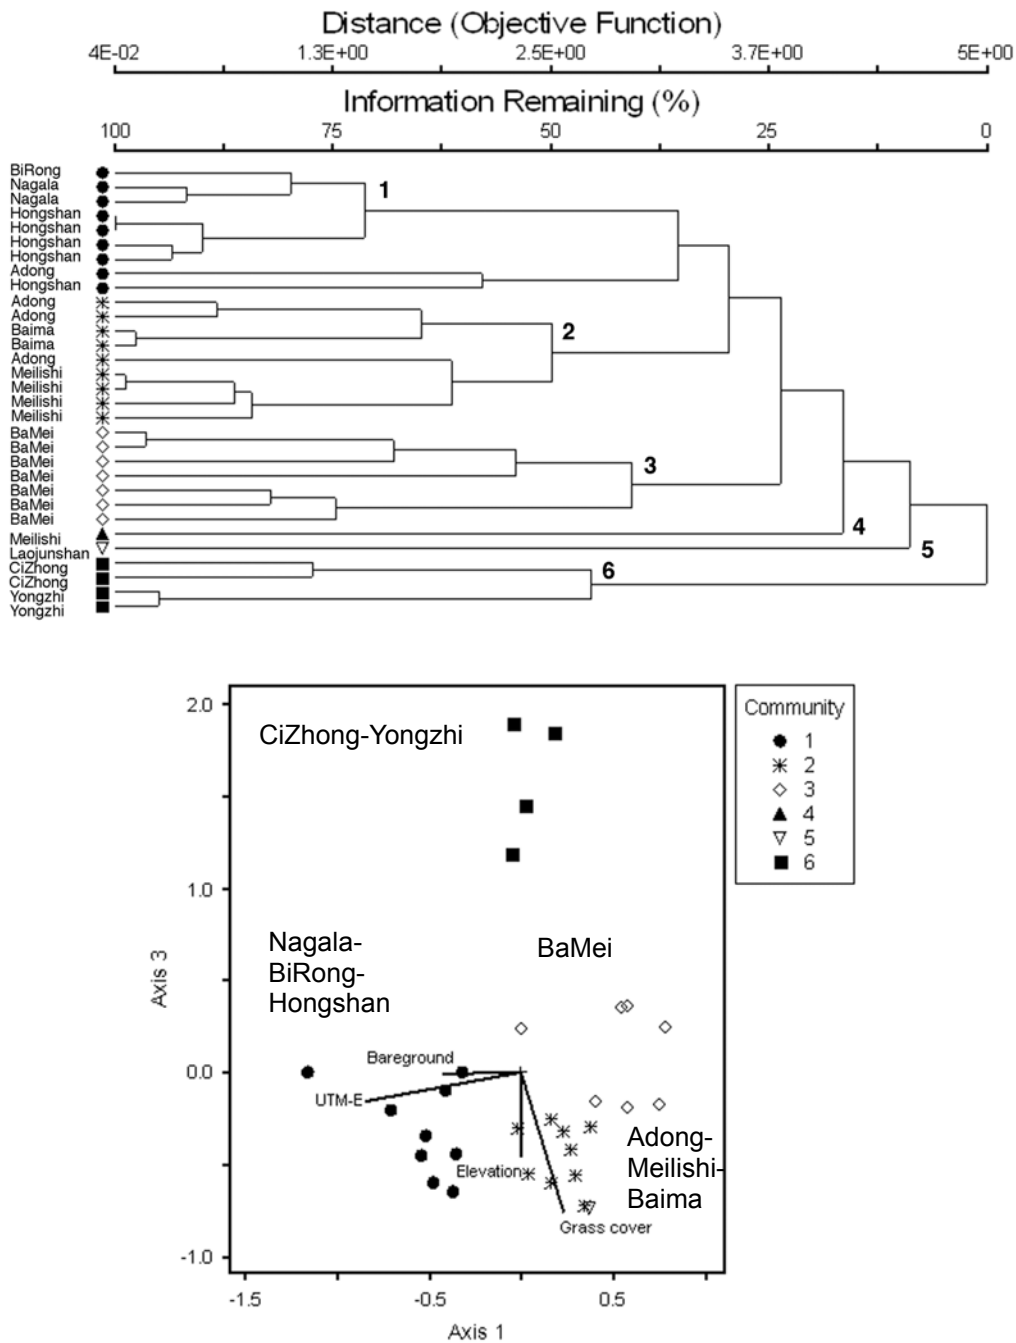 Distance (Objective Function)
4E-02 1.3E+00 2.5E+00 3.7E+00 5E+00
Information Remaining (%)
100 75 50 25 0
BiRong
Nagala
Nagala
Hongshan
Hongshan
Hongshan
Hongshan
Adong
Hongshan
Adong
Adong
Baima
Baima
Adong
Meilishi
Meilishi
Meilishi
Meilishi
BaMei
BaMei
BaMei
BaMei
BaMei
BaMei
BaMei
Meilishi
Laojunshan
CiZhong
CiZhong
Yongzhi
Yongzhi
1
2
3
4
5
6
Community
1
2
3
4
5
6
2.0
1.0
0.0
-1.0
Axis 3
CiZhong-Yongzhi
Nagala-
BiRong-
Hongshan
BaMei
Bareground
UTM-E
Elevation
Grass cover
Adong-
Meilishi-
Baima
-1.5 -0.5 0.5
Axis 1